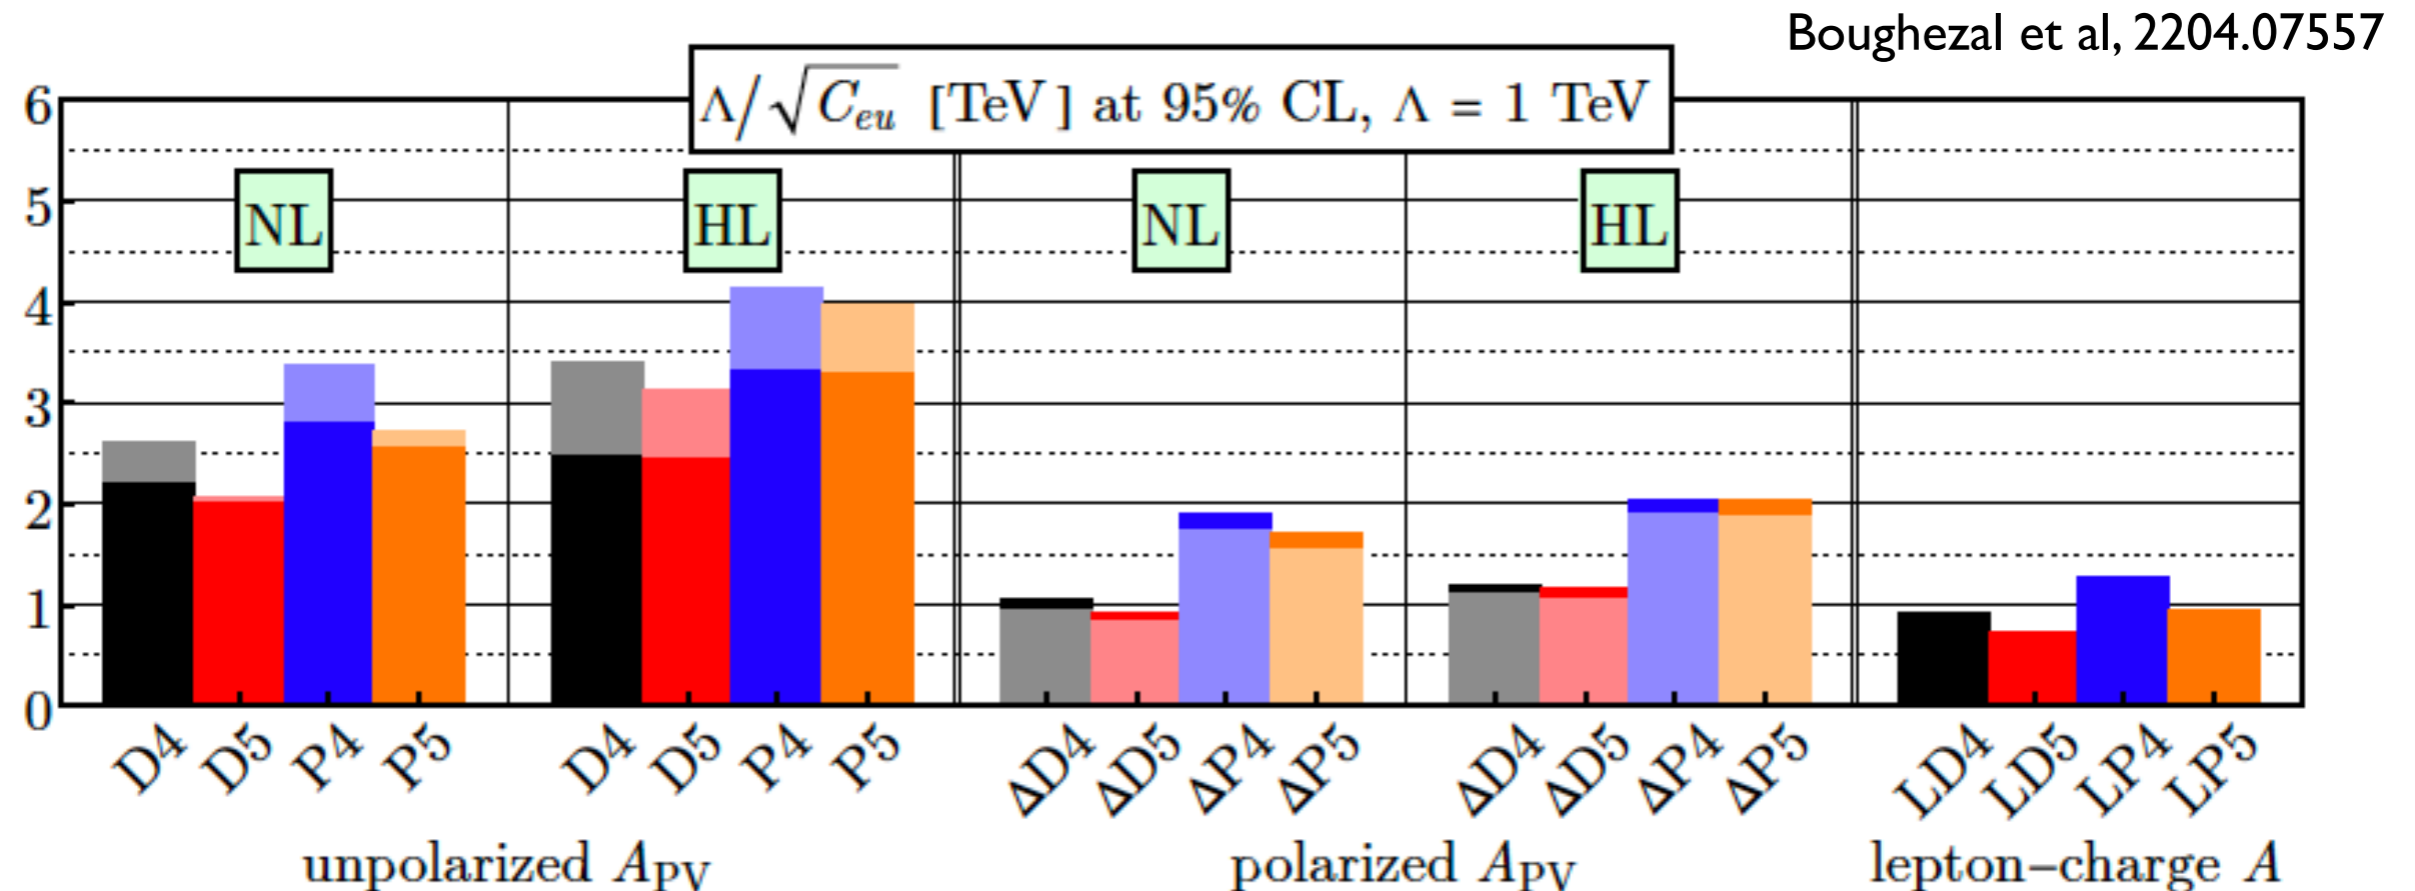 Boughezal et al, 2204.07557
Λ/√C_eu [TeV] at 95% CL, Λ = 1 TeV
6
5
4
3
2
1
0
NL HL NL HL
D4 D5 P4 P5 D4 D5 P4 P5 ΔD4 ΔD5 ΔP4 ΔP5 ΔD4 ΔD5 ΔP4 ΔP5 LD4 LD5 LP4 LP5
unpolarized A_PV polarized A_PV lepton–charge A